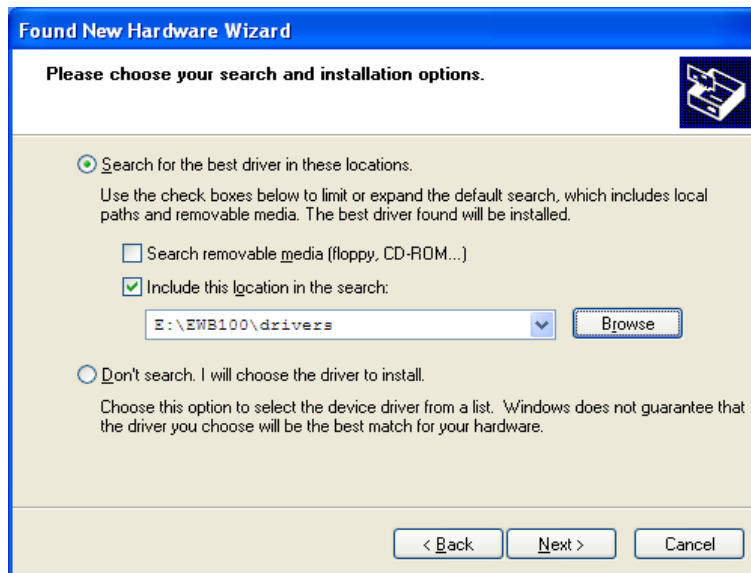 Found New Hardware Wizard
Please choose your search and installation options.
Search for the best driver in these locations.
Use the check boxes below to limit or expand the default search, which includes local
paths and removable media. The best driver found will be installed.
Search removable media (floppy, CD-ROM...)
Include this location in the search:
E:\EWB100\drivers
Browse
Don't search. I will choose the driver to install.
Choose this option to select the device driver from a list. Windows does not guarantee that
the driver you choose will be the best match for your hardware.
< Back Next > Cancel